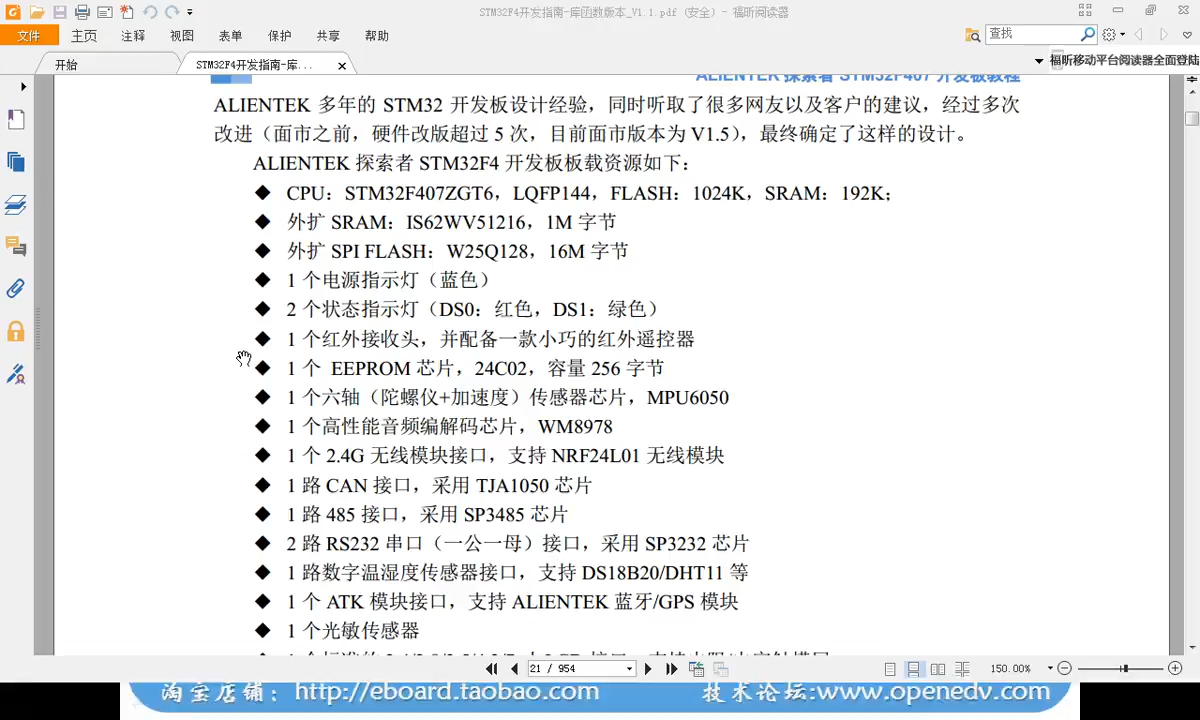 STM32F4开发指南-库函数版本_V1.1.pdf (安全) - 福昕阅读器
文件 主页 注释 视图 表单 保护 共享 帮助
查找
开始 STM32F4开发指南-库...
福昕移动平台阅读器全面登陆
ALIENTEK 探索者 STM32F407 开发板教程
ALIENTEK 多年的 STM32 开发板设计经验，同时听取了很多网友以及客户的建议，经过多次
改进（面市之前，硬件改版超过 5 次，目前面市版本为 V1.5），最终确定了这样的设计。
ALIENTEK 探索者 STM32F4 开发板板载资源如下：
◆ CPU：STM32F407ZGT6，LQFP144，FLASH：1024K，SRAM：192K；
◆ 外扩 SRAM：IS62WV51216，1M 字节
◆ 外扩 SPI FLASH：W25Q128，16M 字节
◆ 1 个电源指示灯（蓝色）
◆ 2 个状态指示灯（DS0：红色，DS1：绿色）
◆ 1 个红外接收头，并配备一款小巧的红外遥控器
◆ 1 个 EEPROM 芯片，24C02，容量 256 字节
◆ 1 个六轴（陀螺仪+加速度）传感器芯片，MPU6050
◆ 1 个高性能音频编解码芯片，WM8978
◆ 1 个 2.4G 无线模块接口，支持 NRF24L01 无线模块
◆ 1 路 CAN 接口，采用 TJA1050 芯片
◆ 1 路 485 接口，采用 SP3485 芯片
◆ 2 路 RS232 串口（一公一母）接口，采用 SP3232 芯片
◆ 1 路数字温湿度传感器接口，支持 DS18B20/DHT11 等
◆ 1 个 ATK 模块接口，支持 ALIENTEK 蓝牙/GPS 模块
◆ 1 个光敏传感器
21 / 954
150.00%
淘宝店铺：http://eboard.taobao.com 技术论坛:www.openedv.com